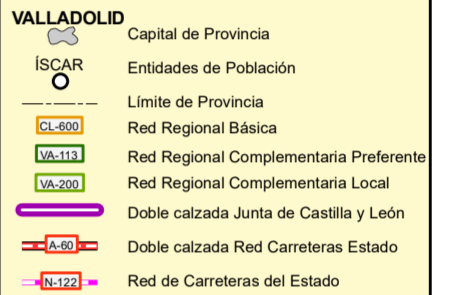 VALLADOLID
Capital de Provincia
ÍSCAR
Entidades de Población
Límite de Provincia
CL-600 Red Regional Básica
VA-113 Red Regional Complementaria Preferente
VA-200 Red Regional Complementaria Local
Doble calzada Junta de Castilla y León
A-60 Doble calzada Red Carreteras Estado
N-122 Red de Carreteras del Estado